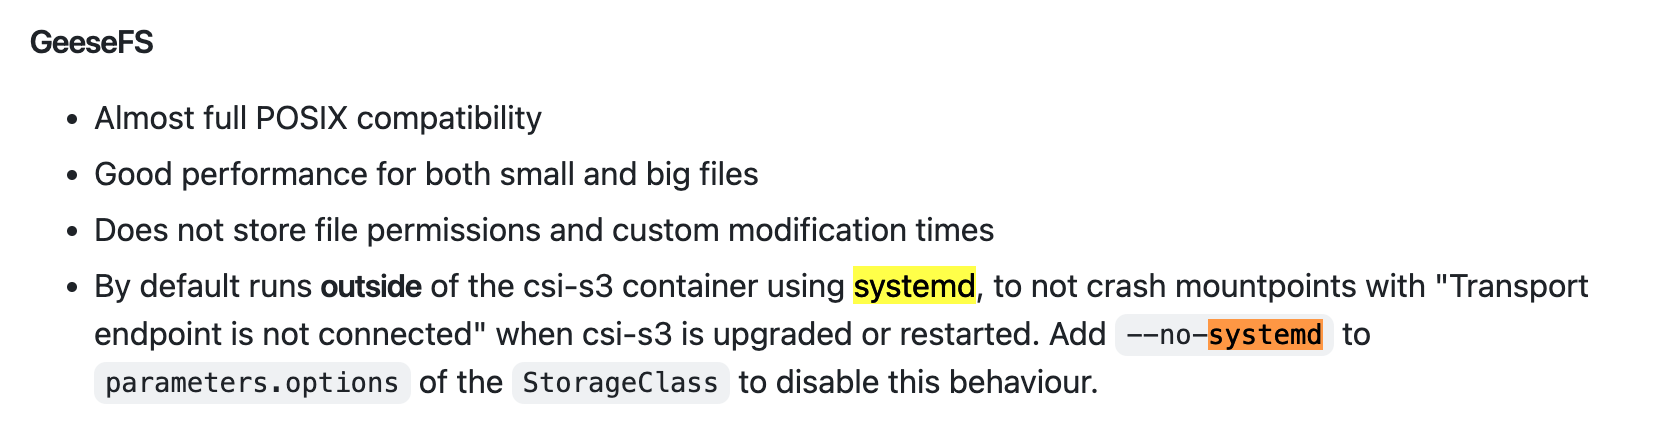 GeeseFS
• Almost full POSIX compatibility
• Good performance for both small and big files
• Does not store file permissions and custom modification times
• By default runs outside of the csi-s3 container using systemd, to not crash mountpoints with "Transport
endpoint is not connected" when csi-s3 is upgraded or restarted. Add --no-systemd to
parameters.options of the StorageClass to disable this behaviour.